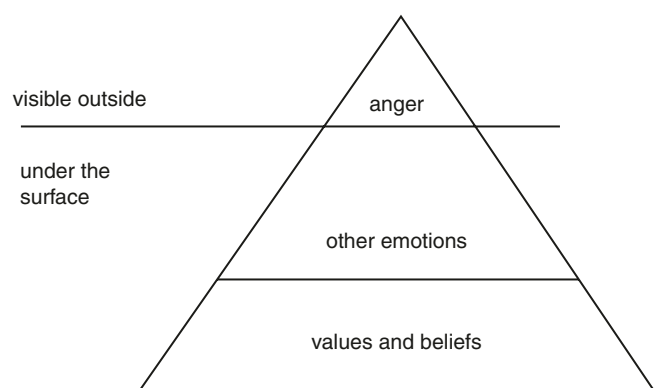 visible outside
anger
under the
surface
other emotions
values and beliefs